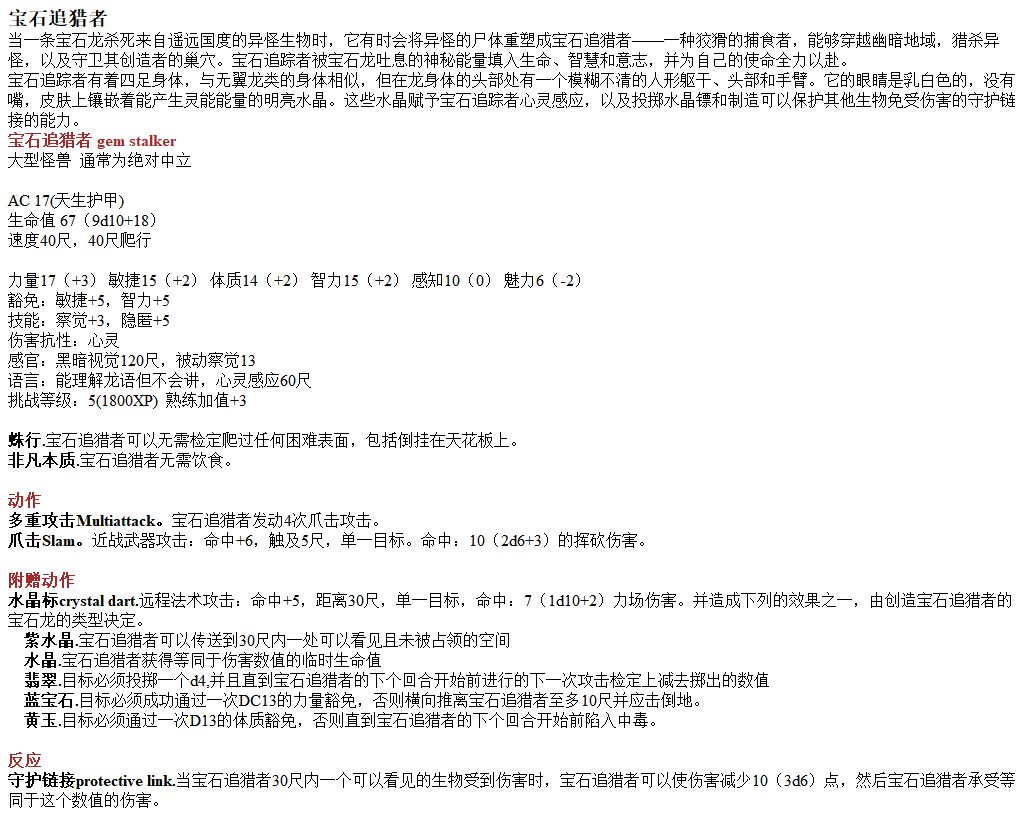 宝石追猎者
当一条宝石龙杀死来自遥远国度的异怪生物时，它有时会将异怪的尸体重塑成宝石追猎者——一种狡猾的捕食者，能够穿越幽暗地域，猎杀异
怪，以及守卫其创造者的巢穴。宝石追踪者被宝石龙吐息的神秘能量填入生命、智慧和意志，并为自己的使命全力以赴。
宝石追踪者有着四足身体，与无翼龙类的身体相似，但在龙身体的头部处有一个模糊不清的人形躯干、头部和手臂。它的眼睛是乳白色的，没有
嘴，皮肤上镶嵌着能产生灵能能量的明亮水晶。这些水晶赋予宝石追踪者心灵感应，以及投掷水晶镖和制造可以保护其他生物免受伤害的守护链
接的能力。
宝石追猎者 gem stalker
大型怪兽 通常为绝对中立
AC 17(天生护甲)
生命值 67（9d10+18）
速度40尺，40尺爬行
力量17（+3） 敏捷15（+2） 体质14（+2） 智力15（+2） 感知10（0） 魅力6（-2）
豁免：敏捷+5，智力+5
技能：察觉+3，隐匿+5
伤害抗性：心灵
感官：黑暗视觉120尺，被动察觉13
语言：能理解龙语但不会讲，心灵感应60尺
挑战等级：5(1800XP) 熟练加值+3
蛛行.宝石追猎者可以无需检定爬过任何困难表面，包括倒挂在天花板上。
非凡本质.宝石追猎者无需饮食。
动作
多重攻击Multiattack。宝石追猎者发动4次爪击攻击。
爪击Slam。近战武器攻击：命中+6，触及5尺，单一目标。命中：10（2d6+3）的挥砍伤害。
附赠动作
水晶标crystal dart.远程法术攻击：命中+5，距离30尺，单一目标，命中：7（1d10+2）力场伤害。并造成下列的效果之一，由创造宝石追猎者的
宝石龙的类型决定。
紫水晶.宝石追猎者可以传送到30尺内一处可以看见且未被占领的空间
水晶.宝石追猎者获得等同于伤害数值的临时生命值
翡翠.目标必须投掷一个d4,并且直到宝石追猎者的下个回合开始前进行的下一次攻击检定上减去掷出的数值
蓝宝石.目标必须成功通过一次DC13的力量豁免，否则横向推离宝石追猎者至多10尺并应击倒地。
黄玉.目标必须通过一次D13的体质豁免，否则直到宝石追猎者的下个回合开始前陷入中毒。
反应
守护链接protective link.当宝石追猎者30尺内一个可以看见的生物受到伤害时，宝石追猎者可以使伤害减少10（3d6）点，然后宝石追猎者承受等
同于这个数值的伤害。